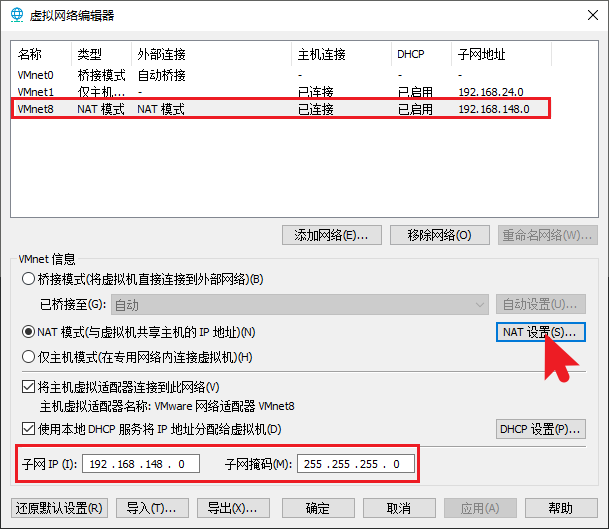 虚拟网络编辑器
名称 类型 外部连接 主机连接 DHCP 子网地址
VMnet0 桥接模式 自动桥接 - - -
VMnet1 仅主机... - 已连接 已启用 192.168.24.0
VMnet8 NAT 模式 NAT 模式 已连接 已启用 192.168.148.0
添加网络(E)... 移除网络(O) 重命名网络(W)...
VMnet 信息
桥接模式(将虚拟机直接连接到外部网络)(B)
已桥接至(G): 自动 自动设置(U)...
NAT 模式(与虚拟机共享主机的 IP 地址)(N) NAT 设置(S)...
仅主机模式(在专用网络内连接虚拟机)(H)
将主机虚拟适配器连接到此网络(V)
主机虚拟适配器名称: VMware 网络适配器 VMnet8
使用本地 DHCP 服务将 IP 地址分配给虚拟机(D) DHCP 设置(P)...
子网 IP (I): 192 .168 .148 . 0 子网掩码(M): 255 .255 .255 . 0
还原默认设置(R) 导入(T)... 导出(X)... 确定 取消 应用(A) 帮助